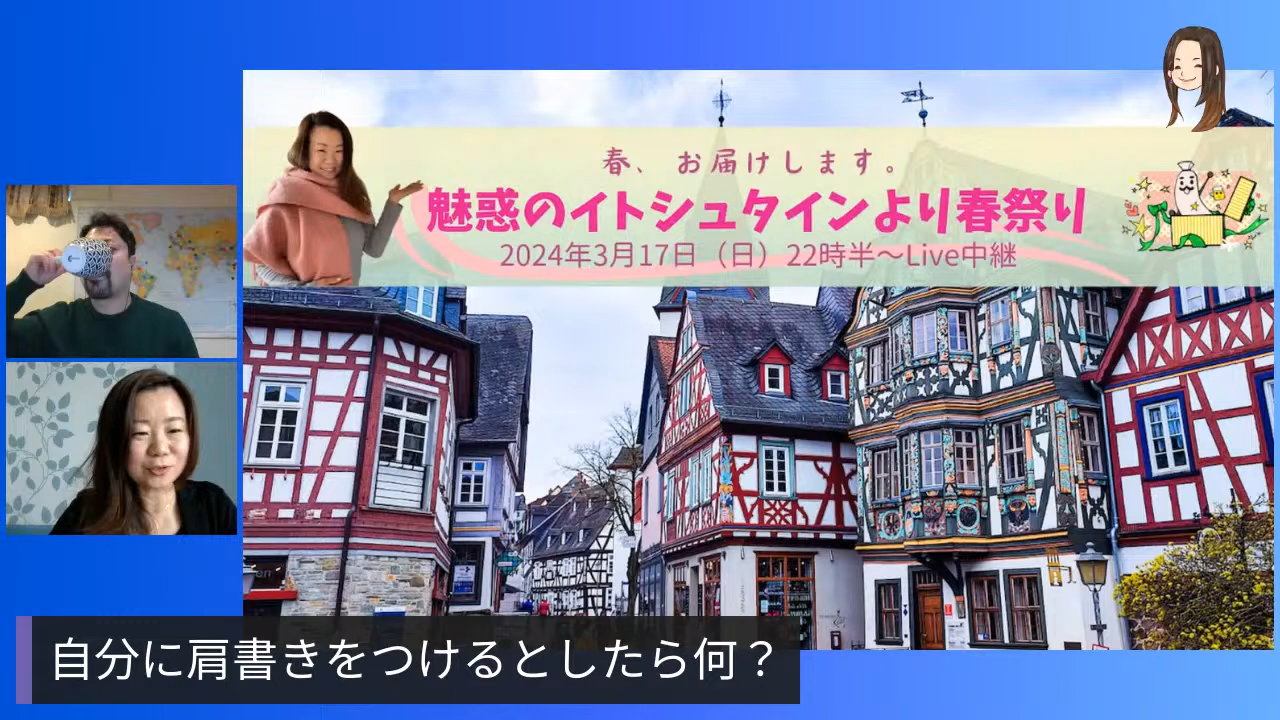 春、お届けします。
魅惑のイトシュタインより春祭り
2024年3月17日（日）22時半～Live中継
自分に肩書きをつけるとしたら何？